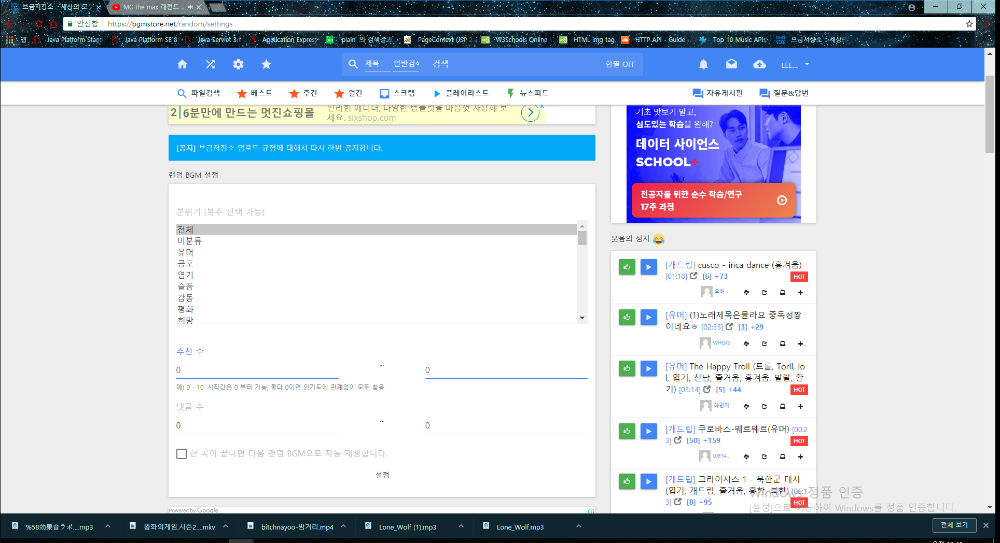 브금저장소 - 세상의 모든
MC the max 레전드
안전함
https://bgmstore.net/random/settings
앱
Java Platform Stand
Java Platform SE 8
Java Servlet 3.1
Application Expres
'plain' 의 검색결과
PageContext (JSP 2
W3Schools Online
HTML img tag
HTTP API - Guide
Top 10 Music APIs
브금저장소 - 세상
제목
일반검색
검색
합필 OFF
LEE...
파일검색
베스트
주간
월간
스크랩
플레이리스트
뉴스피드
자유게시판
질문&답변
2
6분만에 만드는 멋진쇼핑몰
편리한 에디터, 다양한 템플릿을 마음껏 사용해 보
세요. sixshop.com
[공지] 브금저장소 업로드 규정에 대해서 다시 한번 공지합니다.
랜덤 BGM 설정
분위기 (복수 선택 가능)
전체
미분류
유머
공포
엽기
슬픔
감동
평화
희망
추천 수
0
~
0
예) 0 - 10, 시작값은 0 부터 가능, 둘다 0이면 인기도에 관계없이 모두 찾음
댓글 수
0
~
0
한 곡이 끝나면 다음 랜덤 BGM으로 자동 재생합니다.
설정
Powered by Google
기초 맛보기 말고,
심도있는 학습을 원해?
데이터 사이언스
SCHOOL+
전공자를 위한 순수 학습/연구
17주 과정
웃음의 성지
[개드립] cusco - inca dance (흥겨움)
[01:10] [6] +73
HOT
으허...
[유머] (1)노래제목은몰라요 중독성짱
이네요ㅎ [02:33] [3] +29
WHOIS
[유머] The Happy Troll (트롤, Torll, lo
l, 엽기, 신남, 즐거움, 흥겨움, 발랄, 활
기) [03:14] [5] +44
HOT
하빙저
[개드립] 쿠로바스-웨르웨르(유머) [00:2
3] [50] +159
HOT
UJEY4...
[개드립] 크라이시스 1 - 북한군 대사
(엽기, 개드립, 즐거움, 흥함, 북한) [06:1
3] [8] +95
HOT
Windows 정품 인증
[설정]으로 이동하여 Windows를 정품 인증합니다.
%5B効果音ラボ....mp3
왕좌의게임.시즌2....mkv
bitchnayoo-밤거리.mp4
Lone_Wolf (1).mp3
Lone_Wolf.mp3
전체 보기